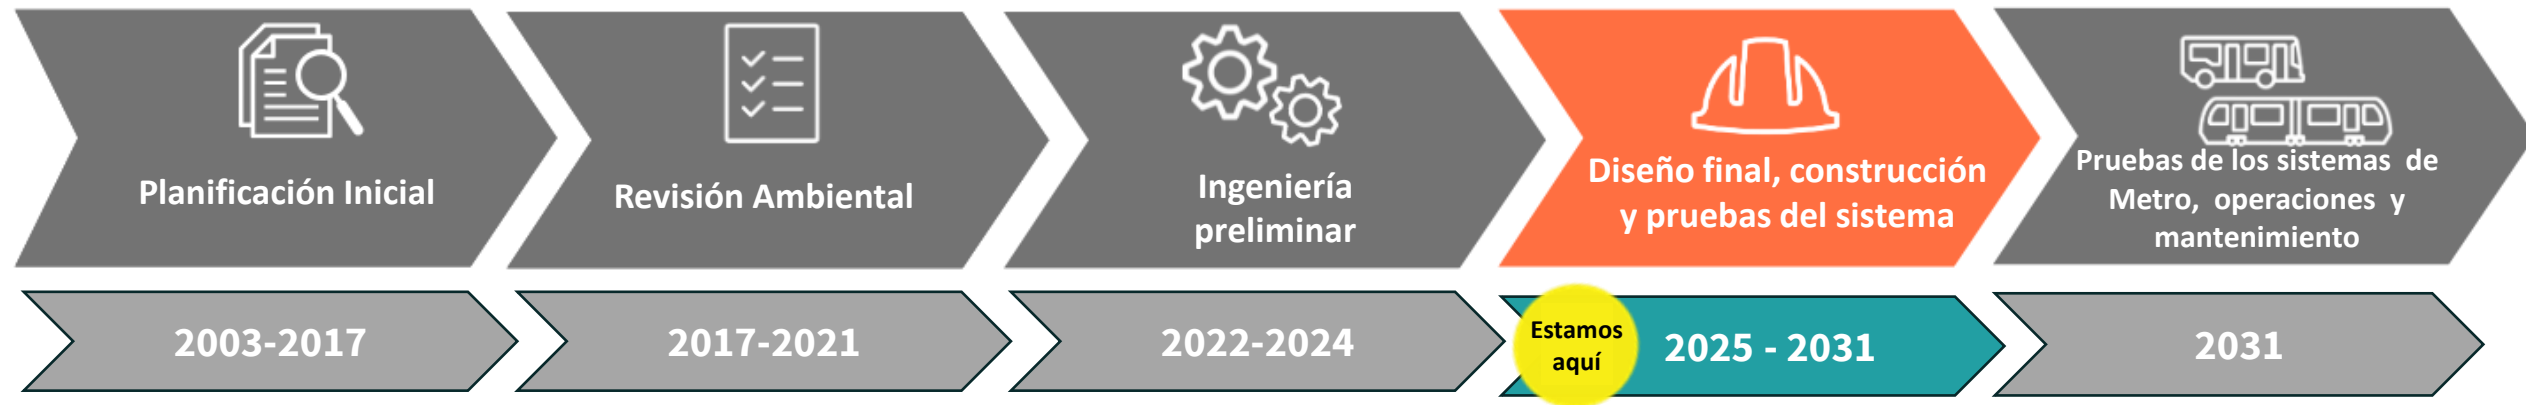 Planificación Inicial
Revisión Ambiental
Ingeniería
preliminar
Diseño final, construcción
y pruebas del sistema
Pruebas de los sistemas de
Metro, operaciones y
mantenimiento
2003-2017
2017-2021
2022-2024
Estamos
aquí
2025 - 2031
2031